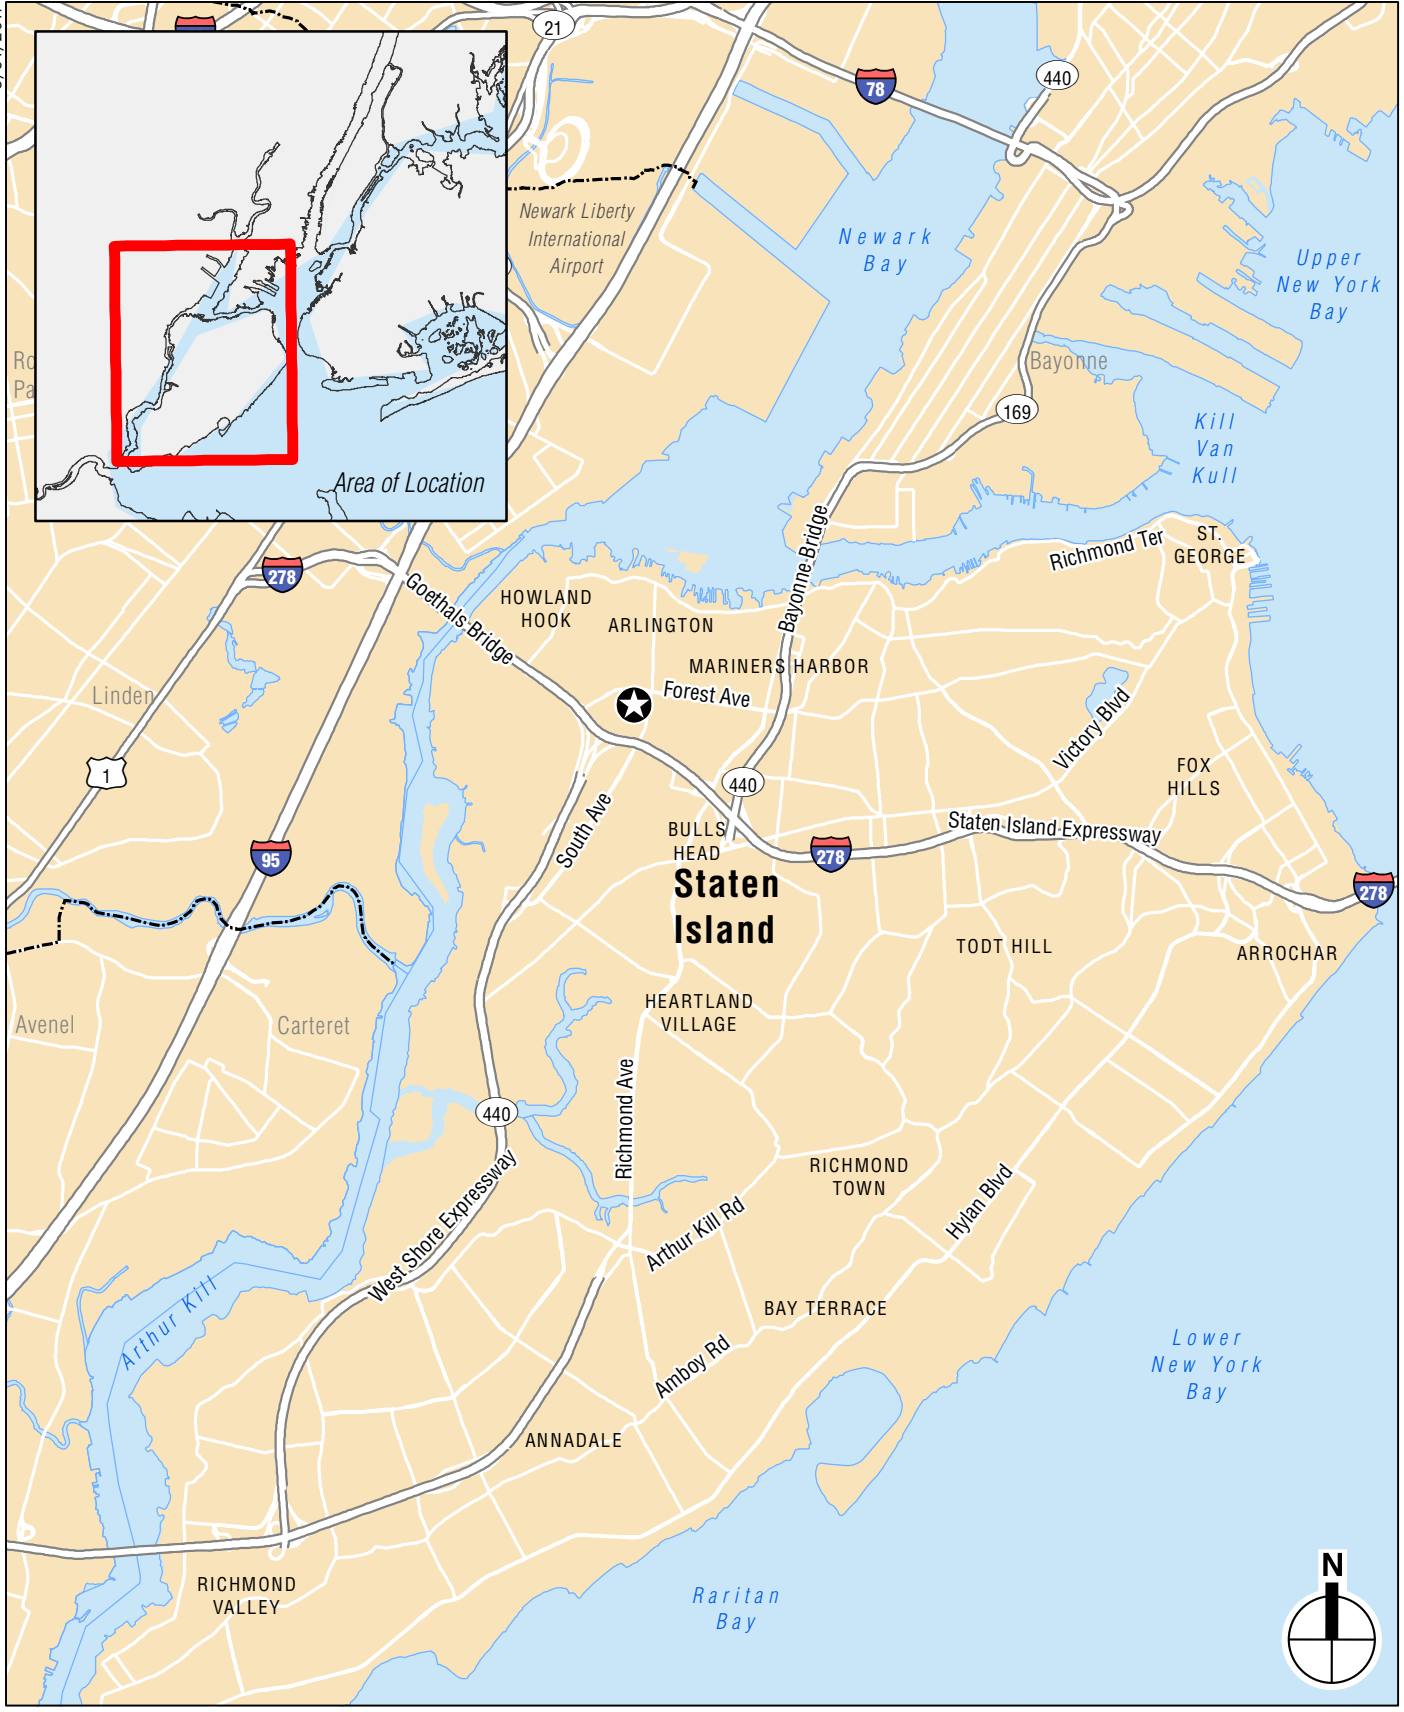 21
78
440
Newark Liberty
International
Airport
Newark
Bay
Upper
New York
Bay
Ro
Pa
Bayonne
169
Kill
Van
Kull
Area of Location
278
Goethals Bridge
Bayonne Bridge
Richmond Ter
ST.
GEORGE
HOWLAND
HOOK
ARLINGTON
MARINERS HARBOR
Forest Ave
Linden
Victory Blvd
1
440
FOX
HILLS
South Ave
BULLS
HEAD
Staten Island Expressway
95
278
278
Staten
Island
TODT HILL
ARROCHAR
HEARTLAND
VILLAGE
Avenel
Carteret
Richmond Ave
440
West Shore Expressway
RICHMOND
TOWN
Arthur Kill Rd
Hylan Blvd
Arthur Kill
BAY TERRACE
Lower
New York
Bay
Amboy Rd
ANNADALE
RICHMOND
VALLEY
Raritan
Bay
N